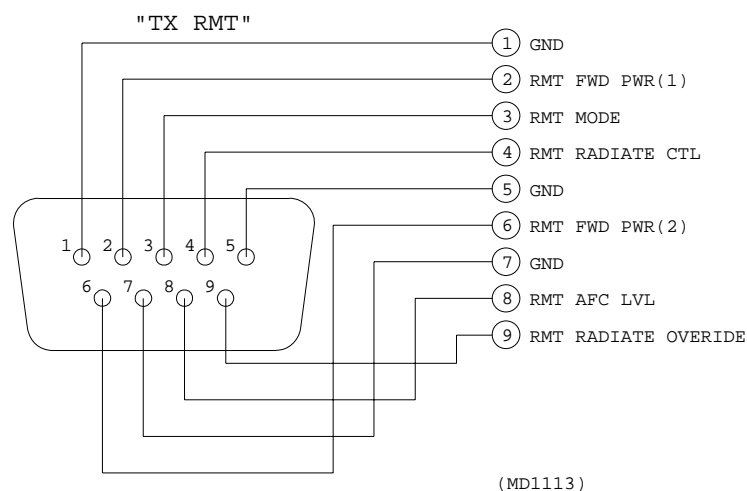 "TX RMT"
1 GND
2 RMT FWD PWR(1)
3 RMT MODE
4 RMT RADIATE CTL
5 GND
6 RMT FWD PWR(2)
7 GND
8 RMT AFC LVL
9 RMT RADIATE OVERIDE
1 2 3 4 5
6 7 8 9
(MD1113)